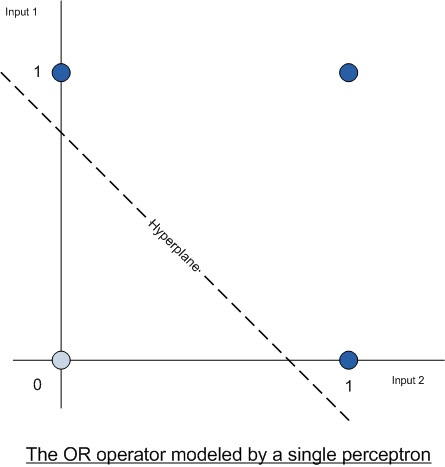 Input 1
1
Hyperplane
0
1
Input 2
The OR operator modeled by a single perceptron